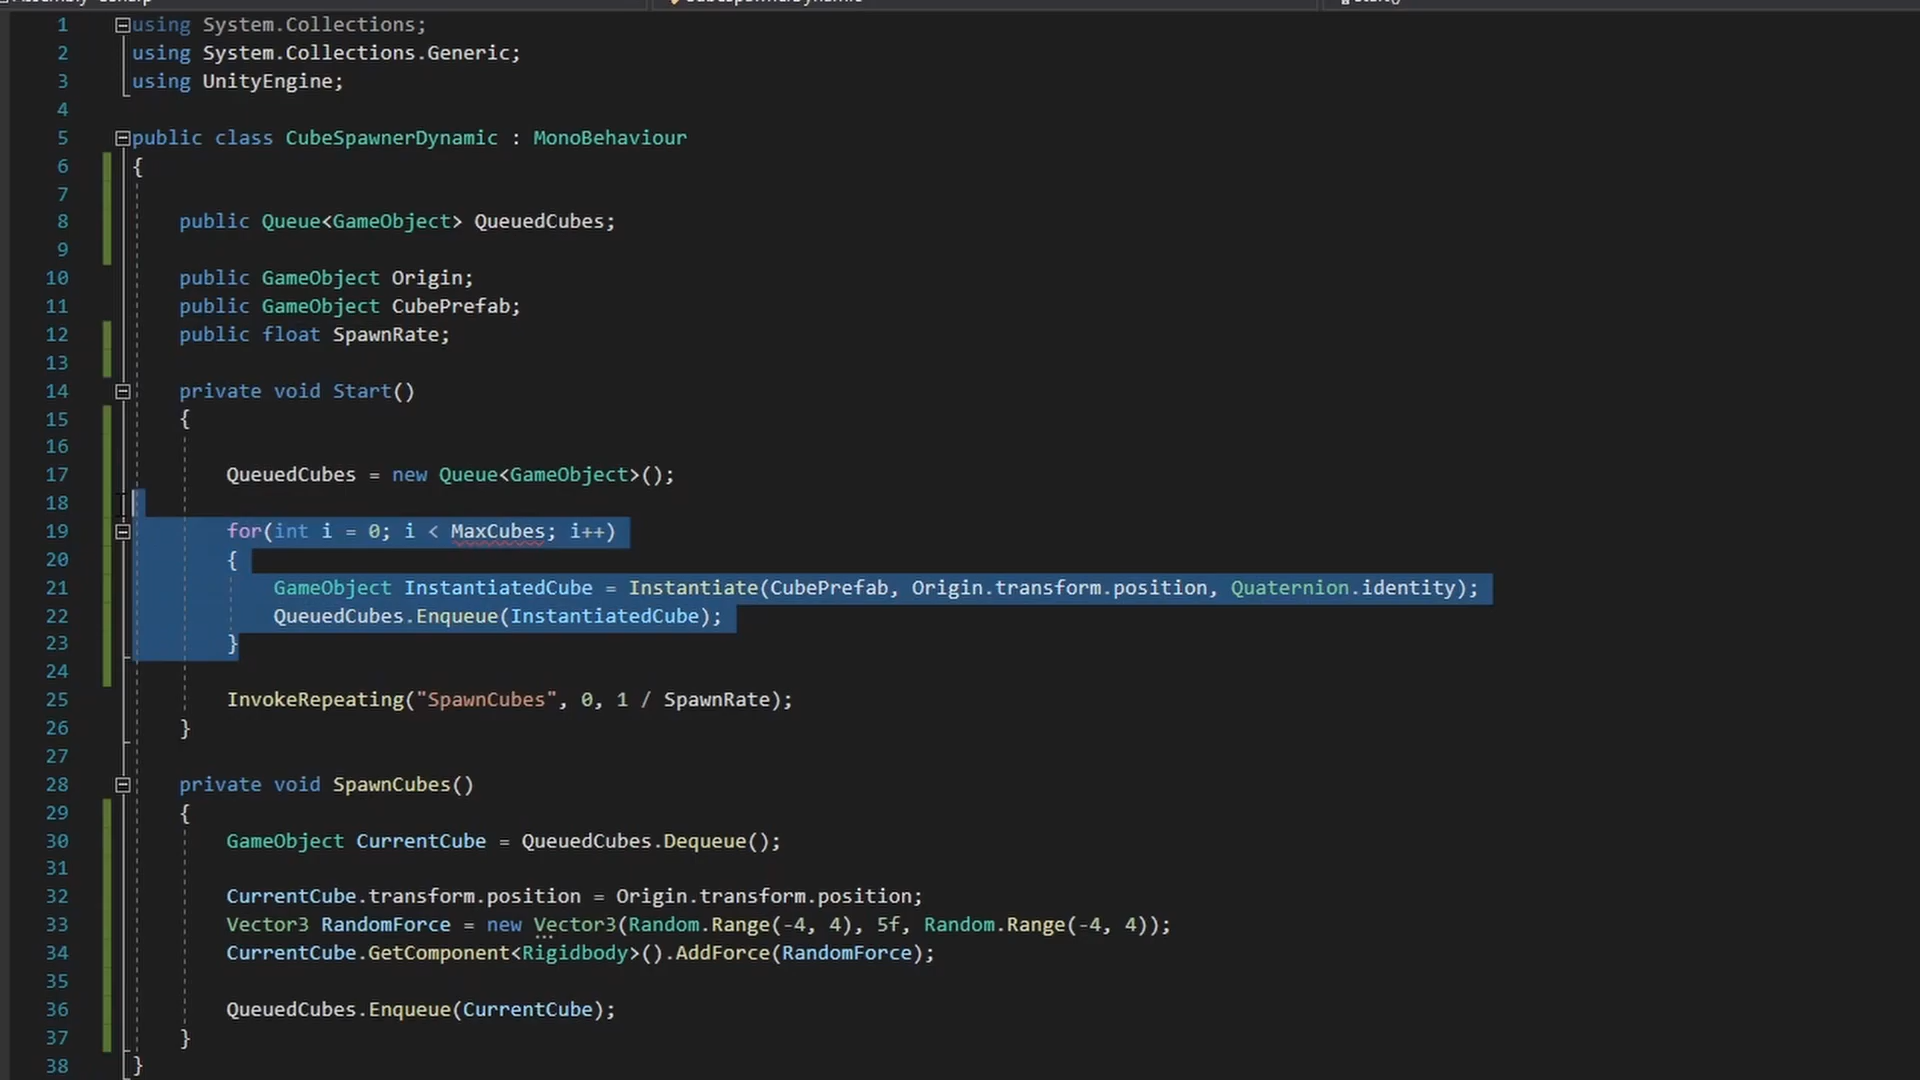 1 using System.Collections;
2 using System.Collections.Generic;
3 using UnityEngine;
4
5 public class CubeSpawnerDynamic : MonoBehaviour
6 {
7
8 public Queue<GameObject> QueuedCubes;
9
10 public GameObject Origin;
11 public GameObject CubePrefab;
12 public float SpawnRate;
13
14 private void Start()
15 {
16
17 QueuedCubes = new Queue<GameObject>();
18
19 for(int i = 0; i < MaxCubes; i++)
20 {
21 GameObject InstantiatedCube = Instantiate(CubePrefab, Origin.transform.position, Quaternion.identity);
22 QueuedCubes.Enqueue(InstantiatedCube);
23 }
24
25 InvokeRepeating("SpawnCubes", 0, 1 / SpawnRate);
26 }
27
28 private void SpawnCubes()
29 {
30 GameObject CurrentCube = QueuedCubes.Dequeue();
31
32 CurrentCube.transform.position = Origin.transform.position;
33 Vector3 RandomForce = new Vector3(Random.Range(-4, 4), 5f, Random.Range(-4, 4));
34 CurrentCube.GetComponent<Rigidbody>().AddForce(RandomForce);
35
36 QueuedCubes.Enqueue(CurrentCube);
37 }
38 }